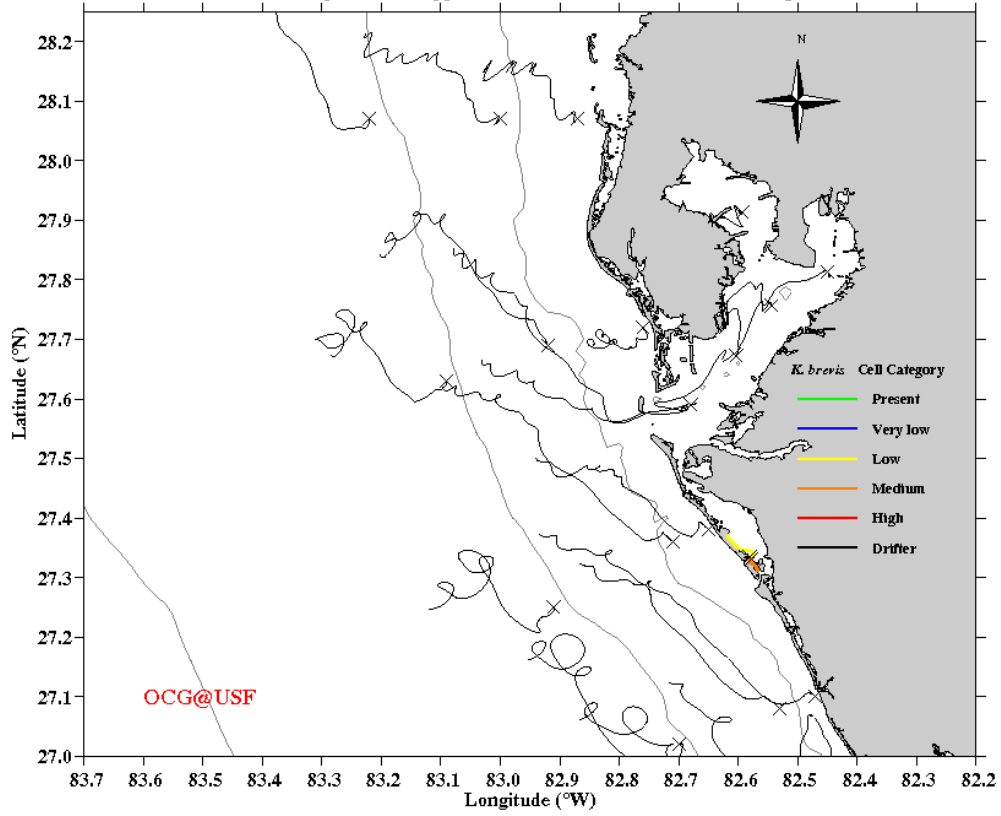 N
28.2
28.1
28.0
27.9
27.8
27.7
27.6
27.5
27.4
27.3
27.2
27.1
27.0
Latitude (°N)
K. brevis Cell Category
Present
Very low
Low
Medium
High
Drifter
OCG@USF
83.7 83.5 83.4 83.3 83.2 83.1 83.0 82.9 82.8 82.7 82.6 82.5 82.4 82.3 82.2
Longitude (°W)